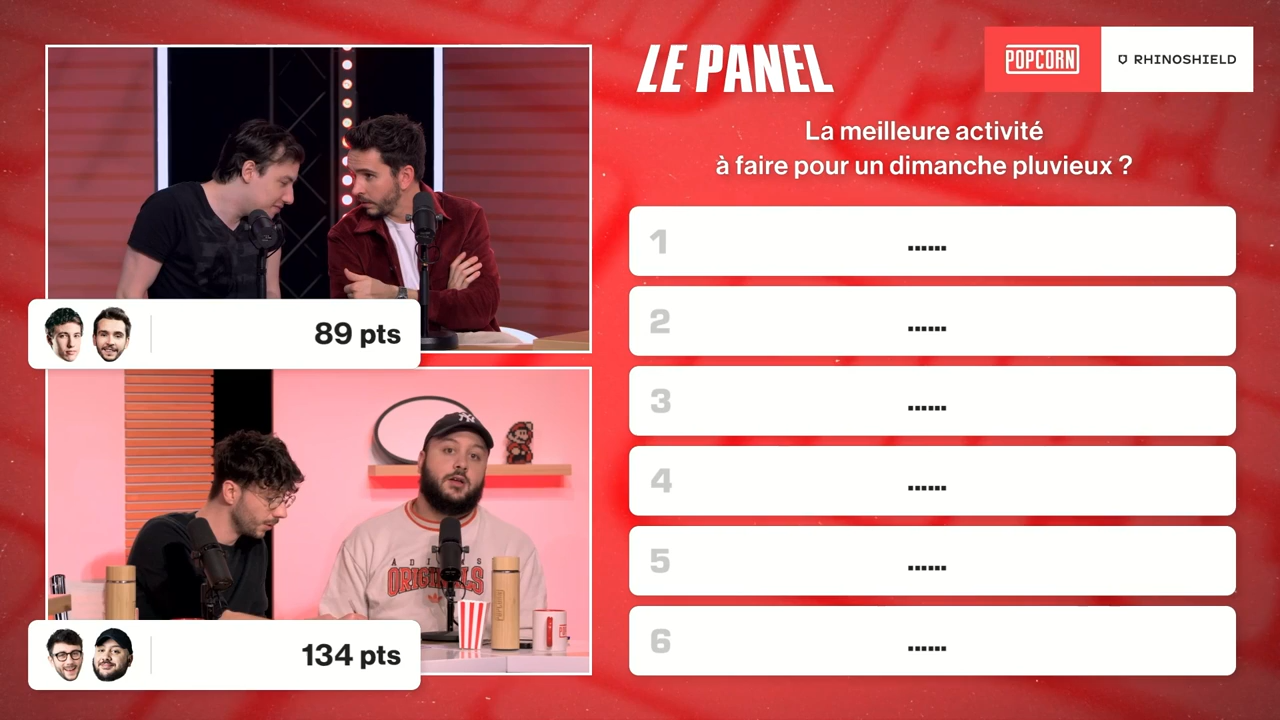 LE PANEL
POPCORN
RHINOSHIELD
La meilleure activité
à faire pour un dimanche pluvieux ?
1 ......
2 ......
3 ......
4 ......
5 ......
6 ......
89 pts
134 pts
ADIDAS
ORIGINALS